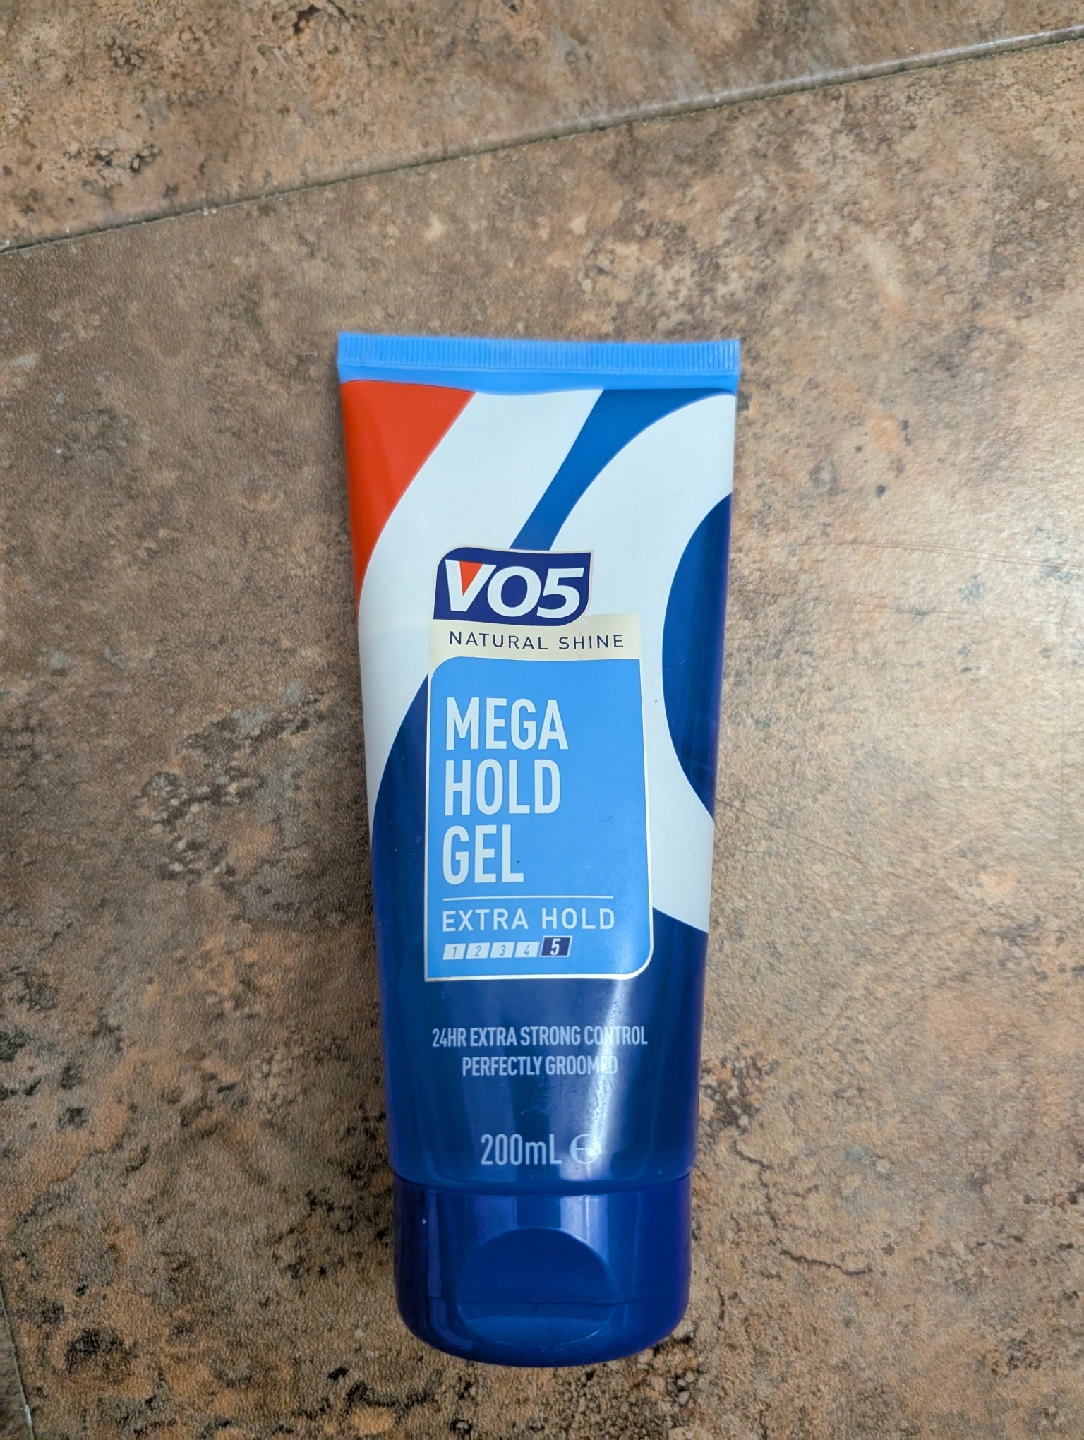 VO5
NATURAL SHINE
MEGA
HOLD
GEL
EXTRA HOLD
1 2 3 4 5
24HR EXTRA STRONG CONTROL
PERFECTLY GROOMED
200mL ℮